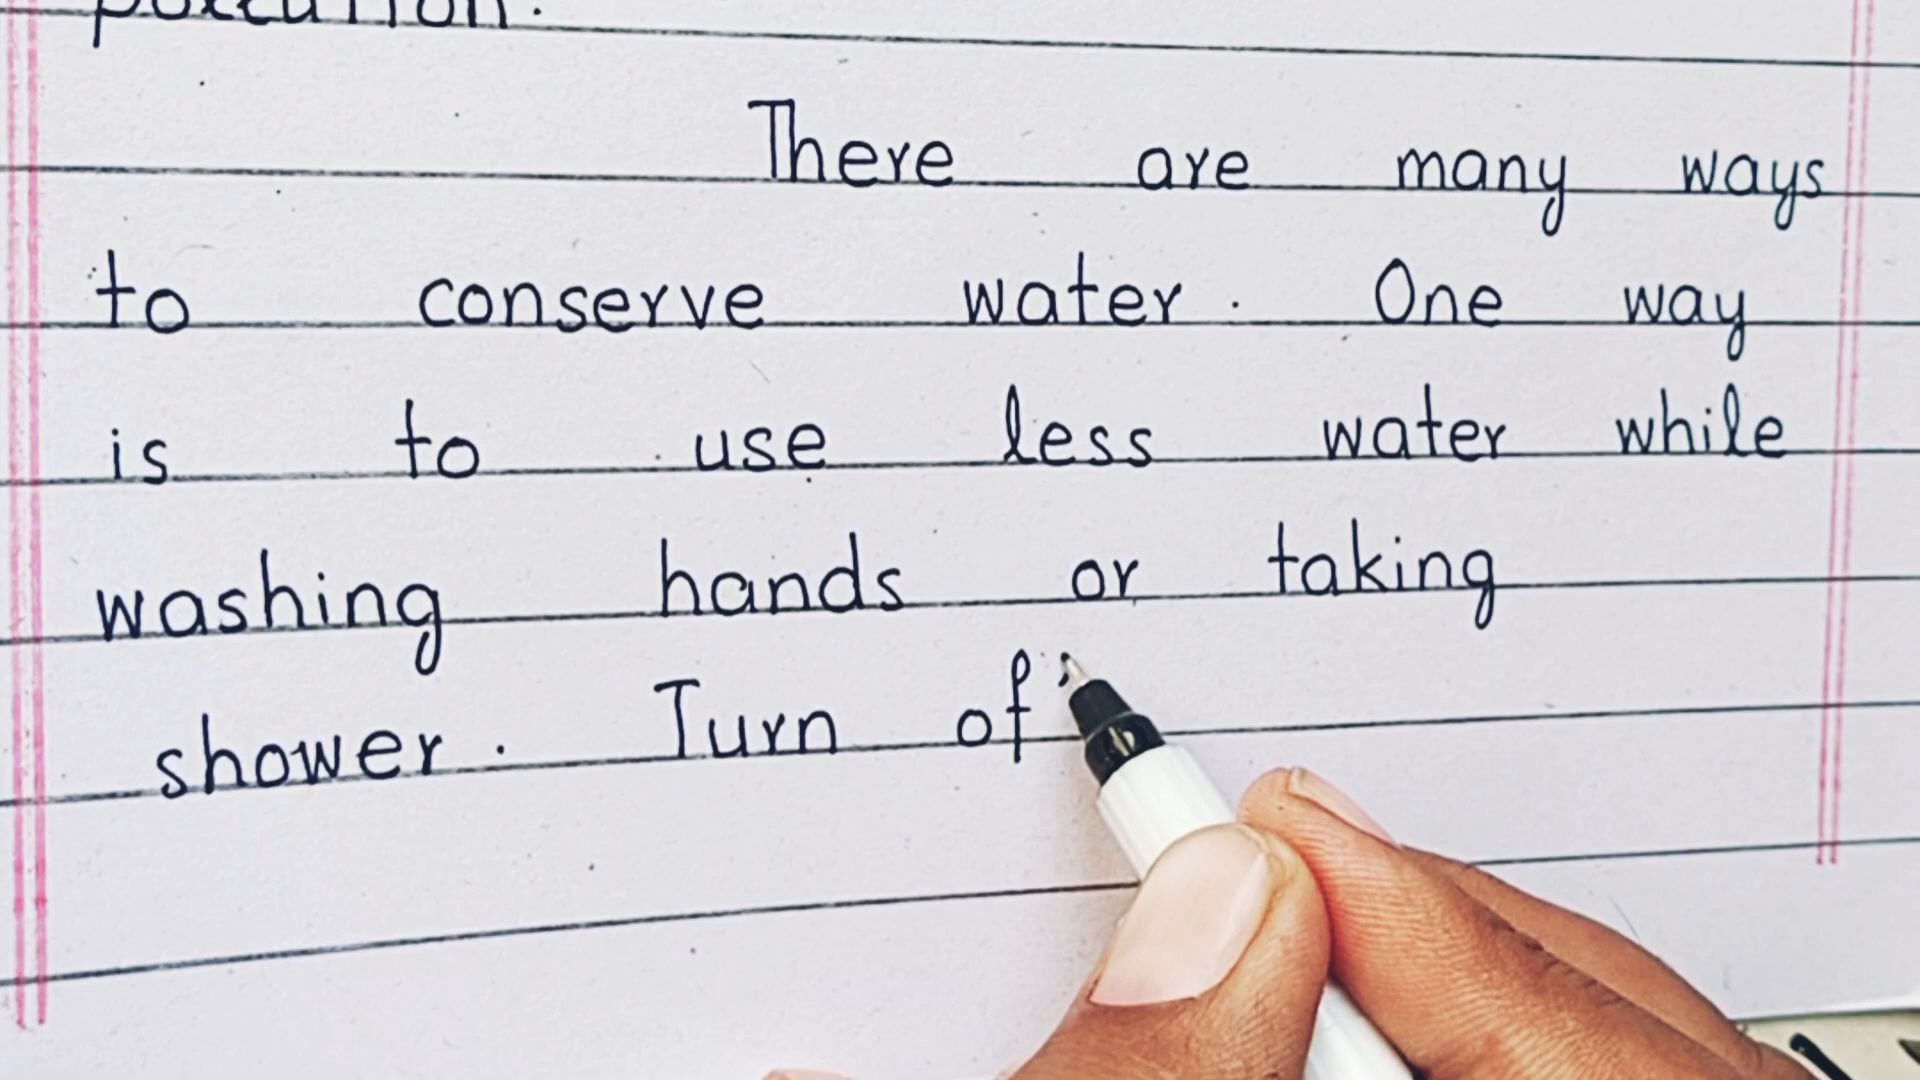 pollution.
There are many ways
to conserve water. One way
is to use less water while
washing hands or taking
shower. Turn of